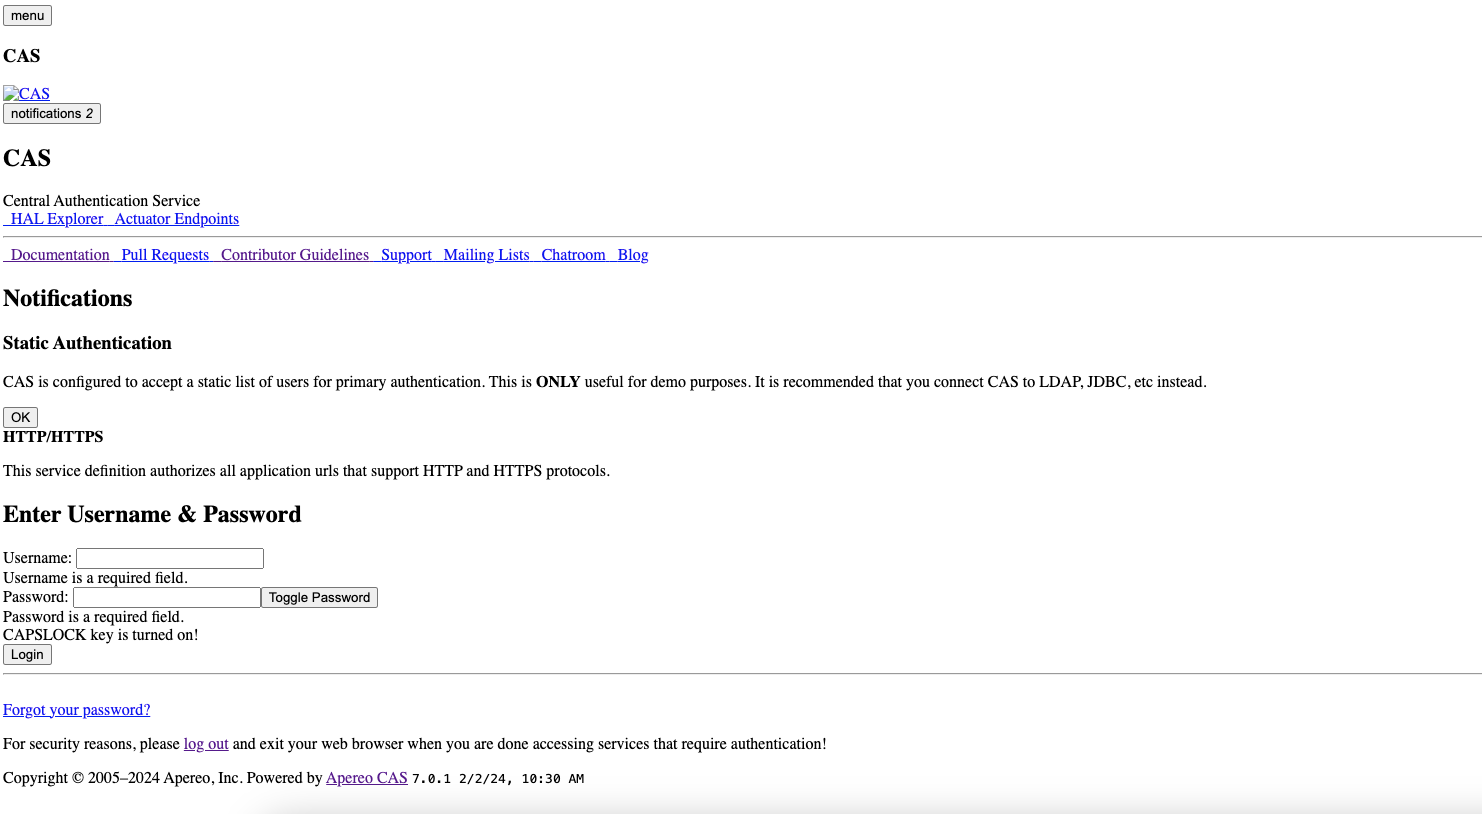 menu
CAS
CAS
notifications 2
CAS
Central Authentication Service
HAL Explorer Actuator Endpoints
Documentation Pull Requests Contributor Guidelines Support Mailing Lists Chatroom Blog
Notifications
Static Authentication
CAS is configured to accept a static list of users for primary authentication. This is ONLY useful for demo purposes. It is recommended that you connect CAS to LDAP, JDBC, etc instead.
OK
HTTP/HTTPS
This service definition authorizes all application urls that support HTTP and HTTPS protocols.
Enter Username & Password
Username:
Username is a required field.
Password: Toggle Password
Password is a required field.
CAPSLOCK key is turned on!
Login
Forgot your password?
For security reasons, please log out and exit your web browser when you are done accessing services that require authentication!
Copyright © 2005–2024 Apereo, Inc. Powered by Apereo CAS 7.0.1 2/2/24, 10:30 AM